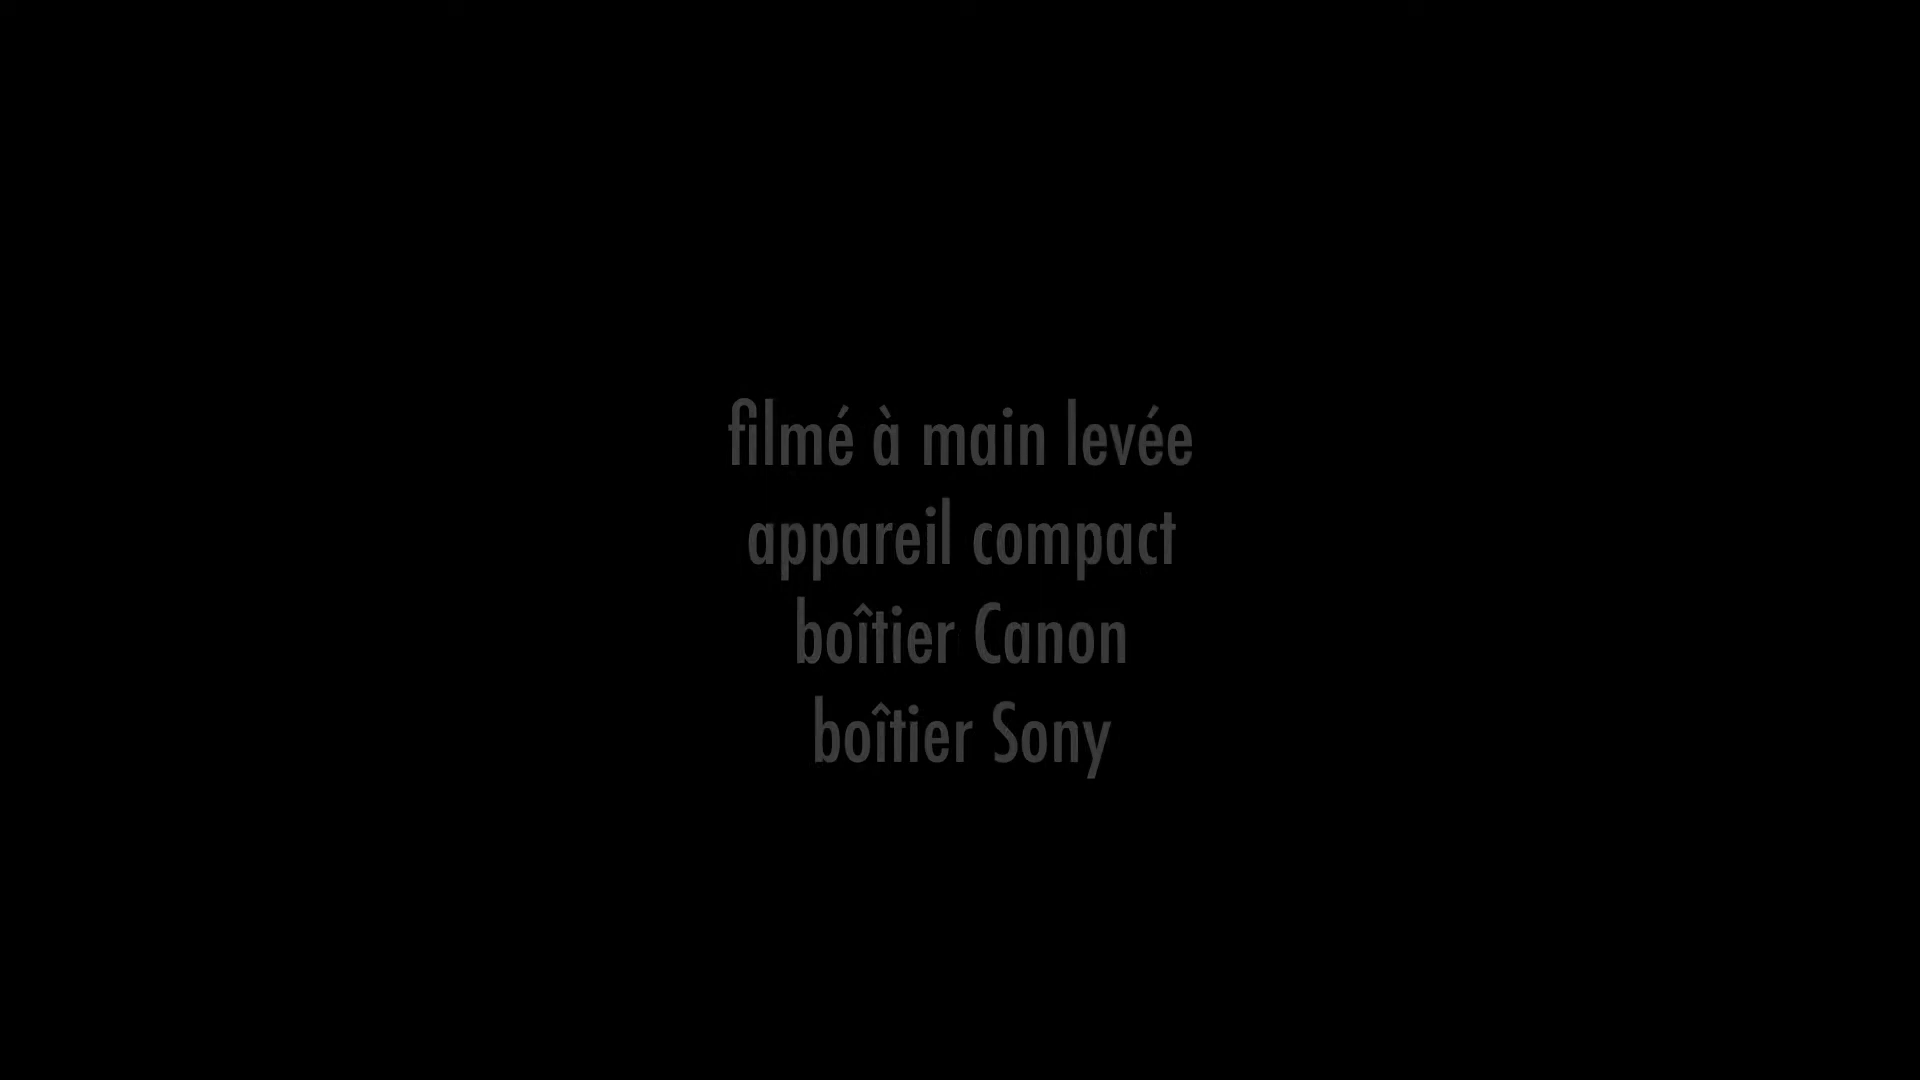 filmé à main levée
appareil compact
boîtier Canon
boîtier Sony